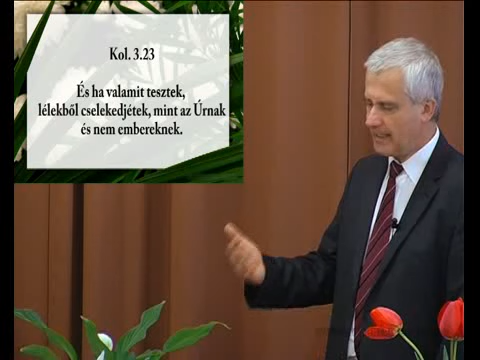 Kol. 3.23
És ha valamit tesztek,
lélekből cselekedjétek, mint az Úrnak
és nem embereknek.